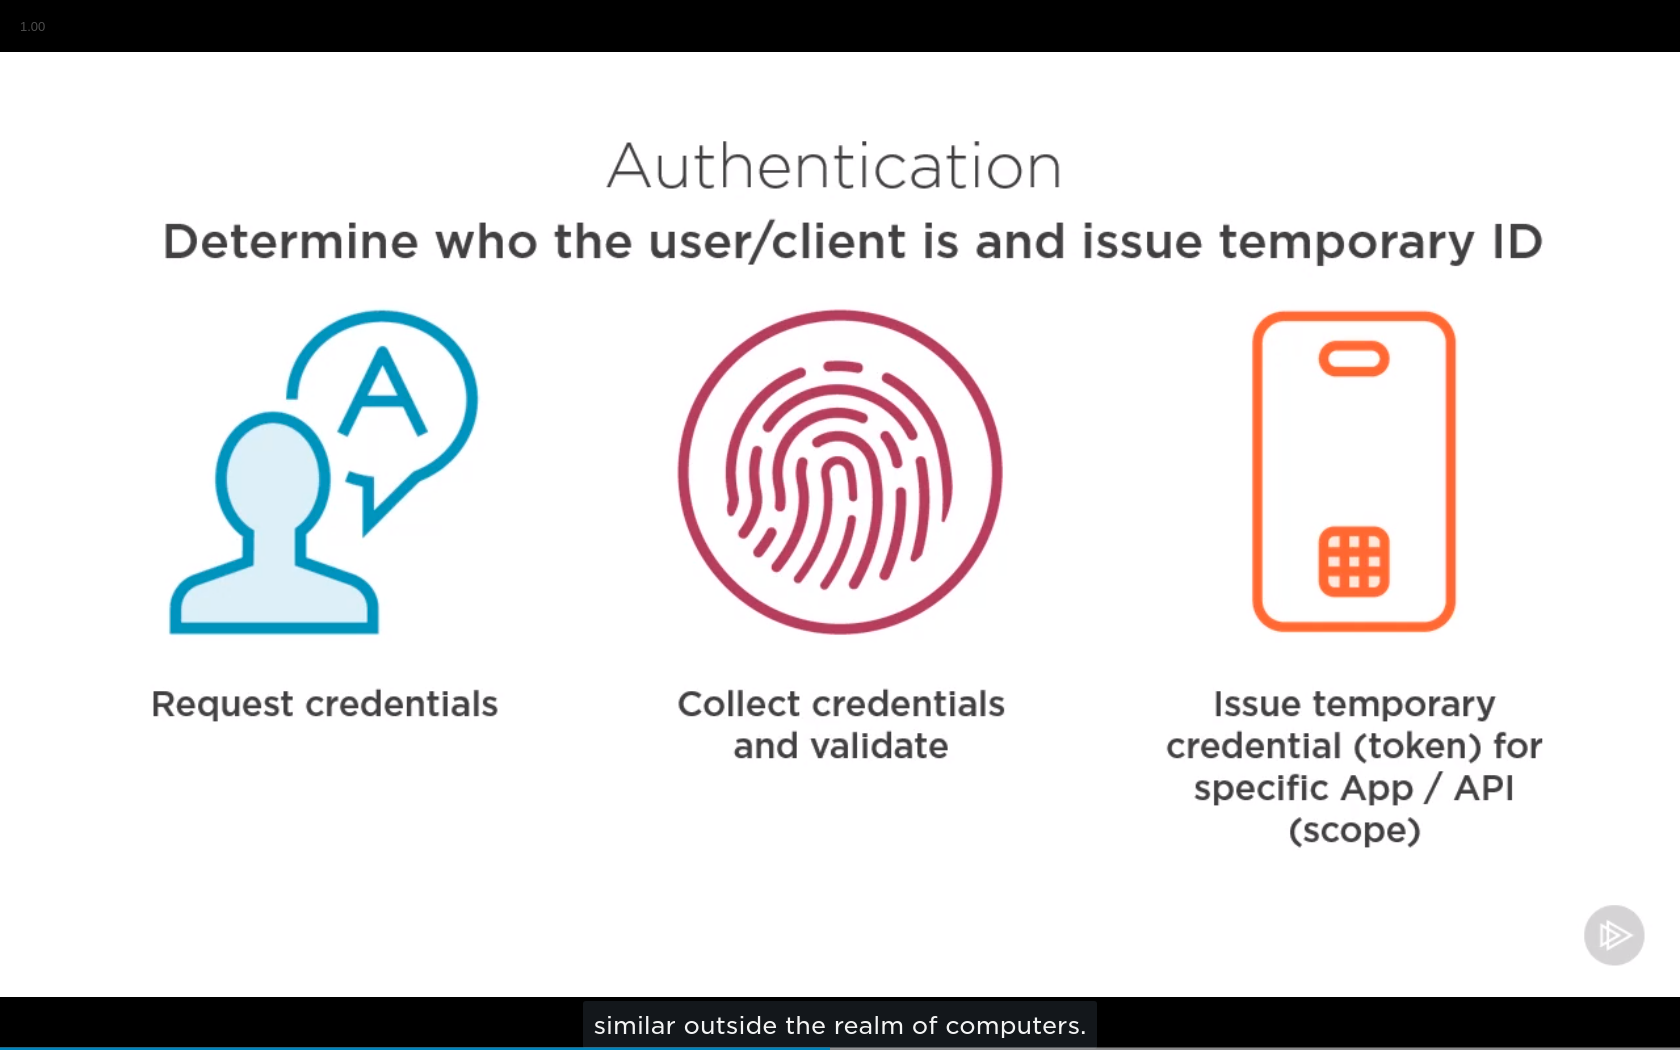 1.00
Authentication
Determine who the user/client is and issue temporary ID
A
Request credentials
Collect credentials
and validate
Issue temporary
credential (token) for
specific App / API
(scope)
similar outside the realm of computers.